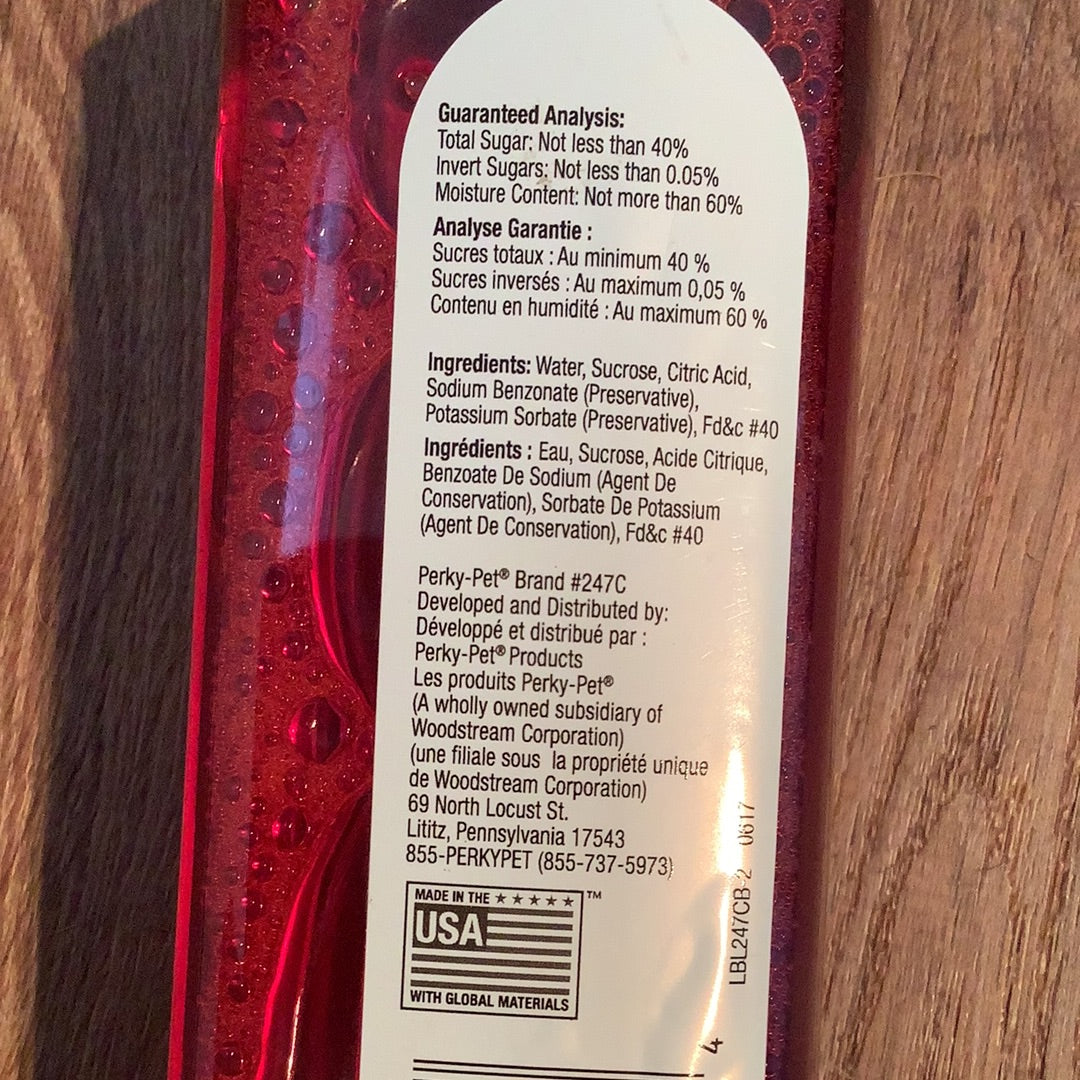 Guaranteed Analysis:
Total Sugar: Not less than 40%
Invert Sugars: Not less than 0.05%
Moisture Content: Not more than 60%
Analyse Garantie :
Sucres totaux : Au minimum 40 %
Sucres inversés : Au maximum 0,05 %
Contenu en humidité : Au maximum 60 %
Ingredients: Water, Sucrose, Citric Acid,
Sodium Benzonate (Preservative),
Potassium Sorbate (Preservative), Fd&c #40
Ingrédients : Eau, Sucrose, Acide Citrique,
Benzoate De Sodium (Agent De
Conservation), Sorbate De Potassium
(Agent De Conservation), Fd&c #40
Perky-Pet® Brand #247C
Developed and Distributed by:
Développé et distribué par :
Perky-Pet® Products
Les produits Perky-Pet®
(A wholly owned subsidiary of
Woodstream Corporation)
(une filiale sous la propriété unique
de Woodstream Corporation)
69 North Locust St.
Lititz, Pennsylvania 17543
855-PERKYPET (855-737-5973)
MADE IN THE ★★★★★ ™
USA
WITH GLOBAL MATERIALS
LBL247CB-2 0617
4